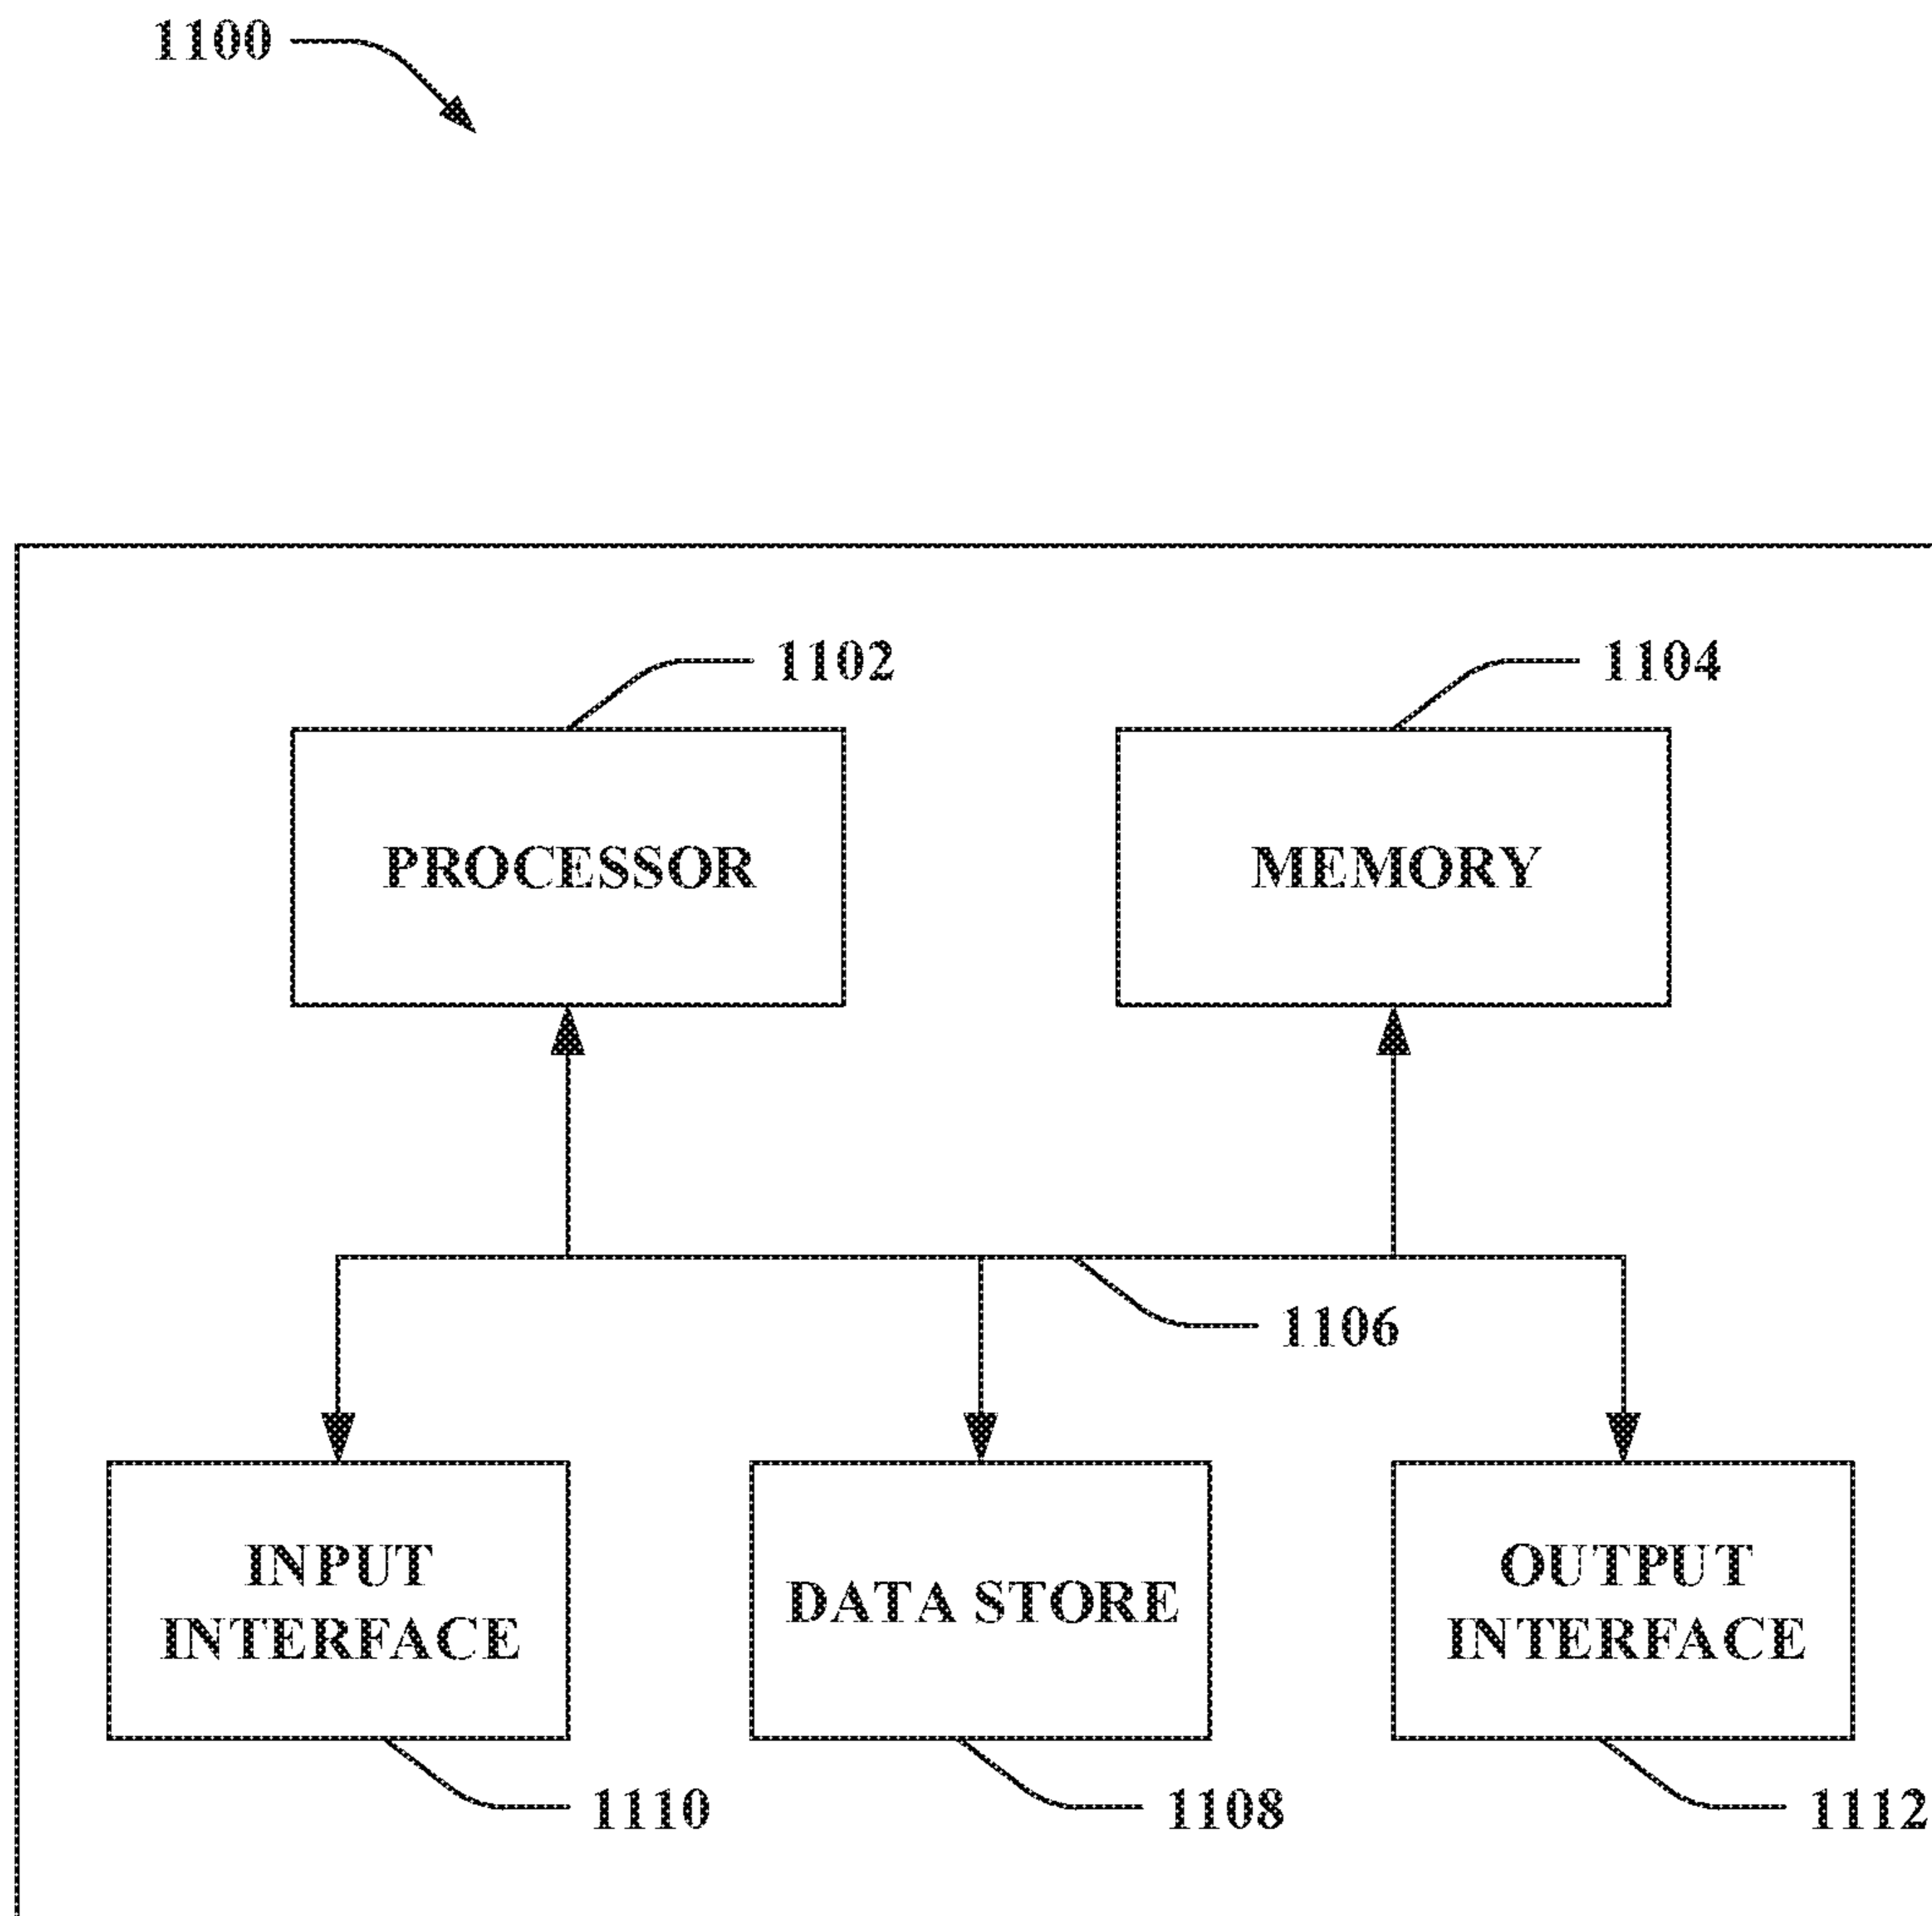 1100
1102
1104
PROCESSOR
MEMORY
1106
INPUT
INTERFACE
DATA STORE
OUTPUT
INTERFACE
1110
1108
1112